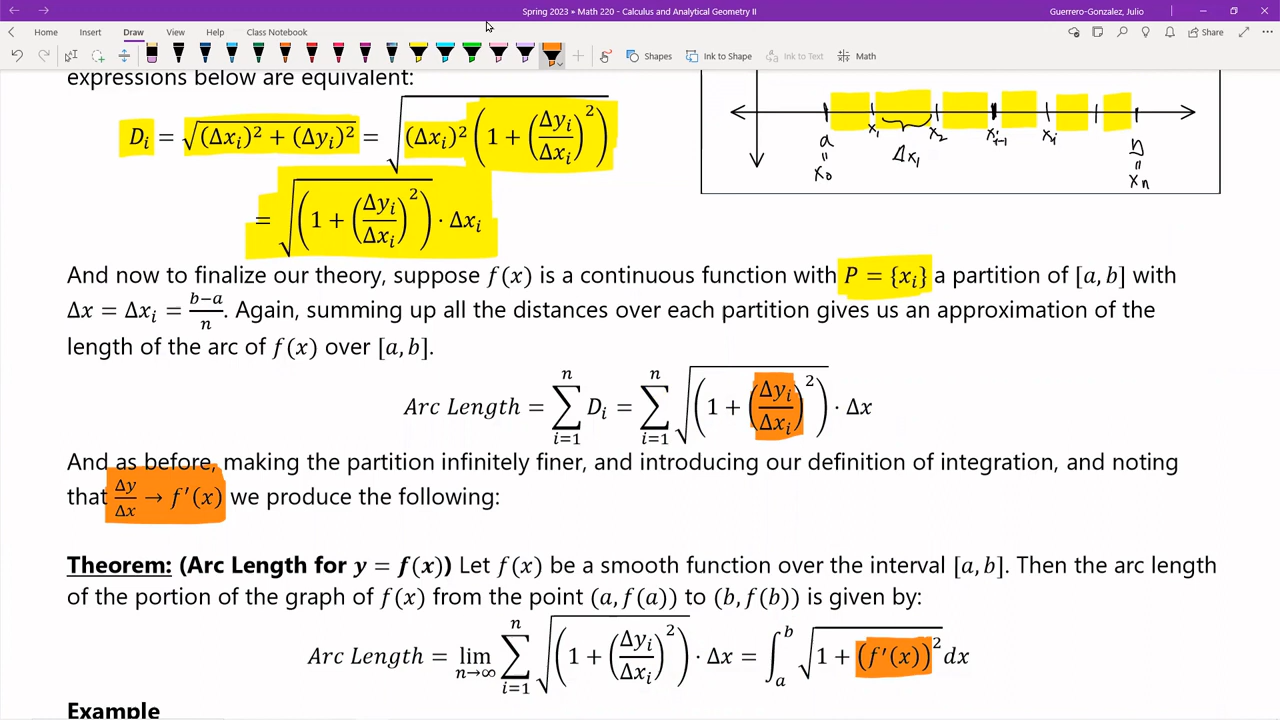 Spring 2023 » Math 220 - Calculus and Analytical Geometry II
Guerrero-Gonzalez, Julio
Home Insert Draw View Help Class Notebook
Share
Shapes Ink to Shape Ink to Text Math
expressions below are equivalent:
D_i = √((Δx_i)² + (Δy_i)²) = √((Δx_i)² (1 + (Δy_i/Δx_i)²))
= √((1 + (Δy_i/Δx_i)²)) · Δx_i
a x₁ x₂ x_{i-1} x_i b
॥ Δx₁ ॥
x₀ x_n
And now to finalize our theory, suppose f(x) is a continuous function with P = {x_i} a partition of [a, b] with
Δx = Δx_i = (b−a)/n. Again, summing up all the distances over each partition gives us an approximation of the
length of the arc of f(x) over [a, b].
Arc Length = ∑_{i=1}^{n} D_i = ∑_{i=1}^{n} √((1 + (Δy_i/Δx_i)²)) · Δx
And as before, making the partition infinitely finer, and introducing our definition of integration, and noting
that Δy/Δx → f′(x) we produce the following:
Theorem: (Arc Length for y = f(x)) Let f(x) be a smooth function over the interval [a, b]. Then the arc length
of the portion of the graph of f(x) from the point (a, f(a)) to (b, f(b)) is given by:
Arc Length = lim_{n→∞} ∑_{i=1}^{n} √((1 + (Δy_i/Δx_i)²)) · Δx = ∫_a^b √(1 + (f′(x))²) dx
Example